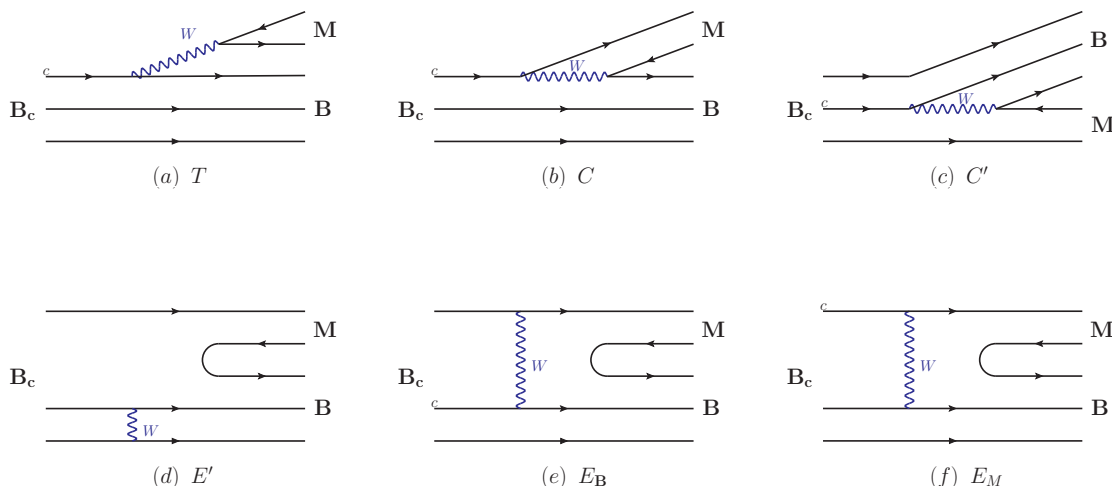 W M
c
B_c B
(a) T
W M
c
B_c B
(b) C
B
c W
B_c M
(c) C′
M
B_c
B
W
(d) E′
M
W
B_c
c B
(e) E_B
c
M
W
B_c
B
(f) E_M